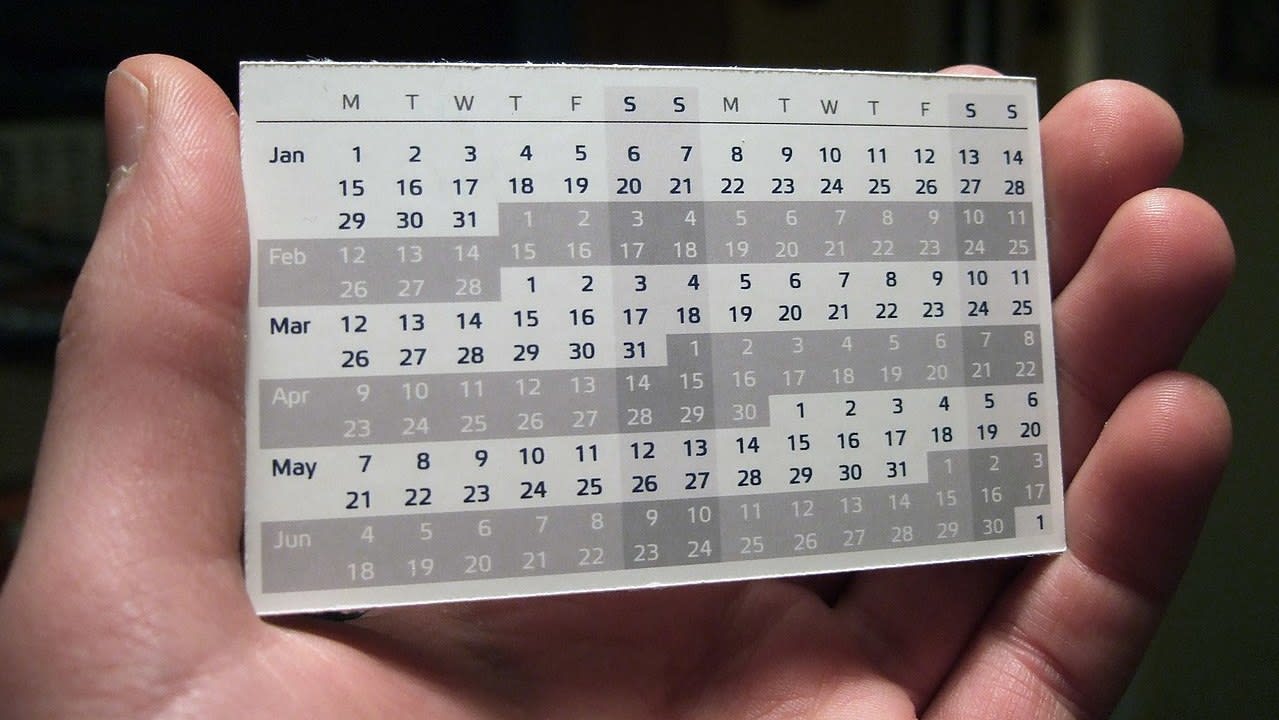 M T W T F S S M T W T F S S
Jan 1 2 3 4 5 6 7 8 9 10 11 12 13 14
15 16 17 18 19 20 21 22 23 24 25 26 27 28
29 30 31 1 2 3 4 5 6 7 8 9 10 11
Feb 12 13 14 15 16 17 18 19 20 21 22 23 24 25
26 27 28 1 2 3 4 5 6 7 8 9 10 11
Mar 12 13 14 15 16 17 18 19 20 21 22 23 24 25
26 27 28 29 30 31 1 2 3 4 5 6 7 8
Apr 9 10 11 12 13 14 15 16 17 18 19 20 21 22
23 24 25 26 27 28 29 30 1 2 3 4 5 6
May 7 8 9 10 11 12 13 14 15 16 17 18 19 20
21 22 23 24 25 26 27 28 29 30 31 1 2 3
Jun 4 5 6 7 8 9 10 11 12 13 14 15 16 17
18 19 20 21 22 23 24 25 26 27 28 29 30 1